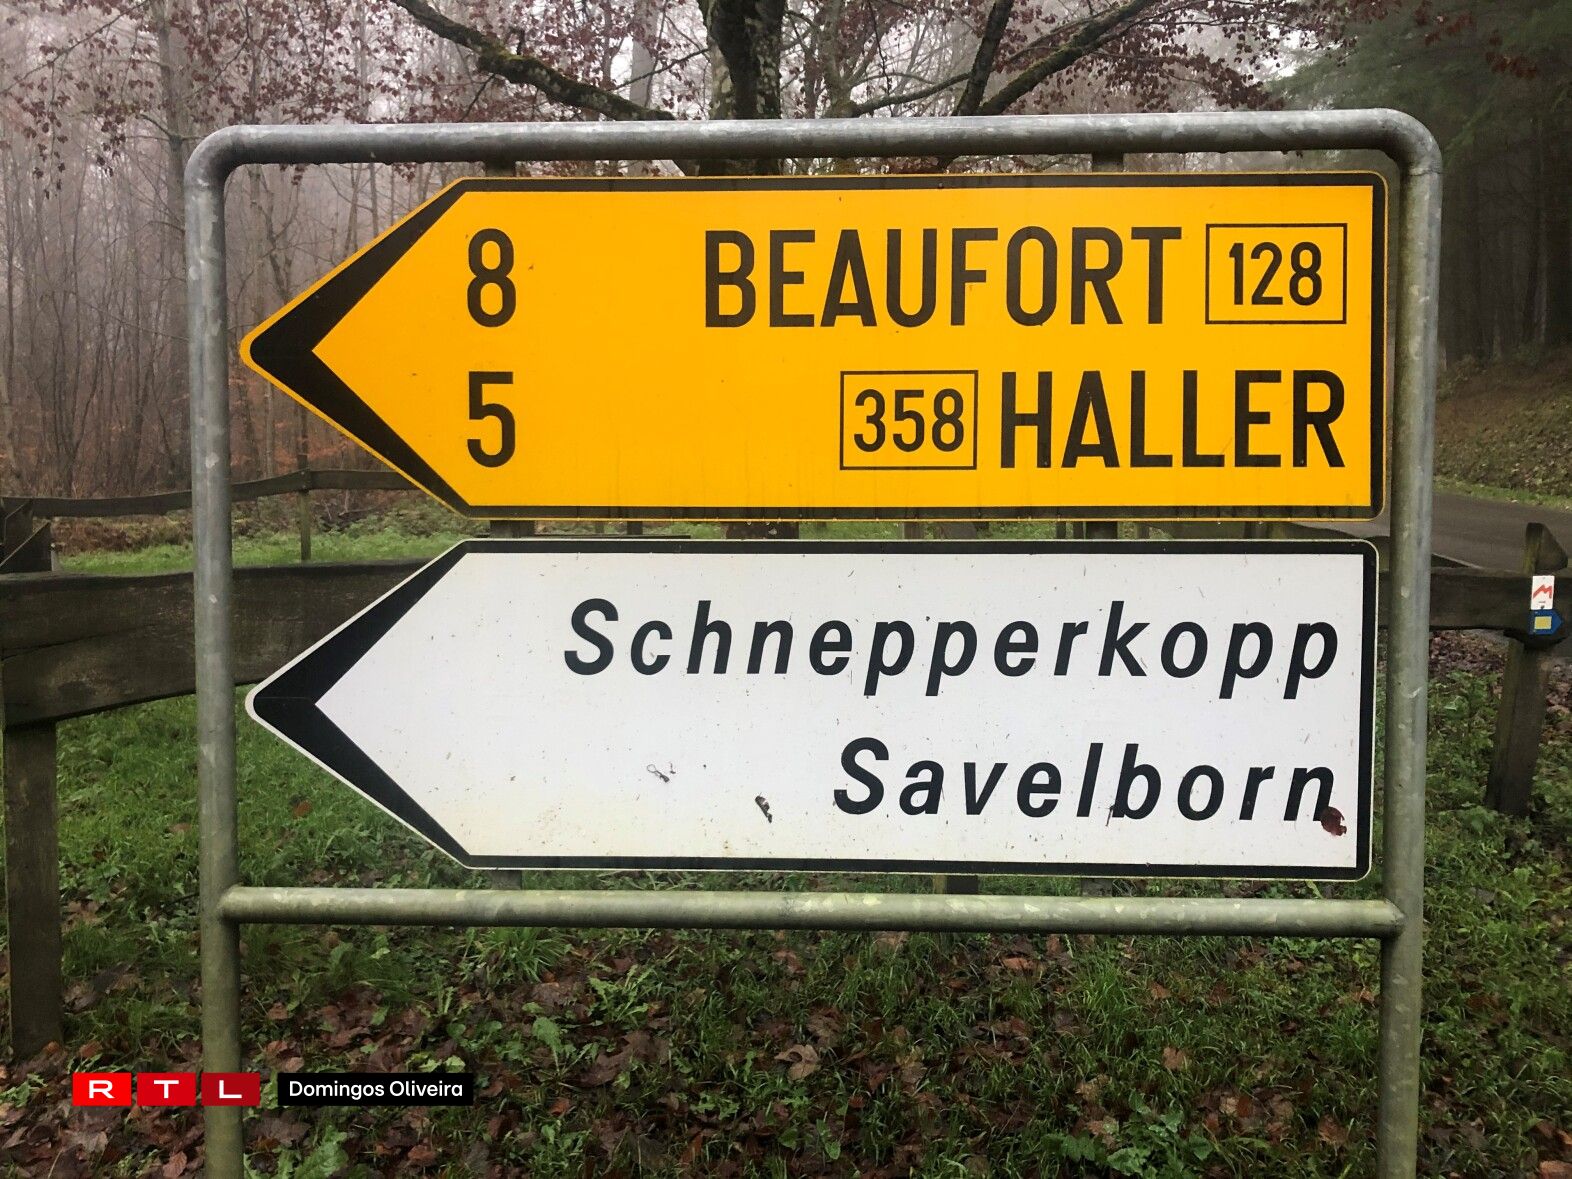 8 BEAUFORT 128
5 358 HALLER
Schnepperkopp
Savelborn
RTL Domingos Oliveira